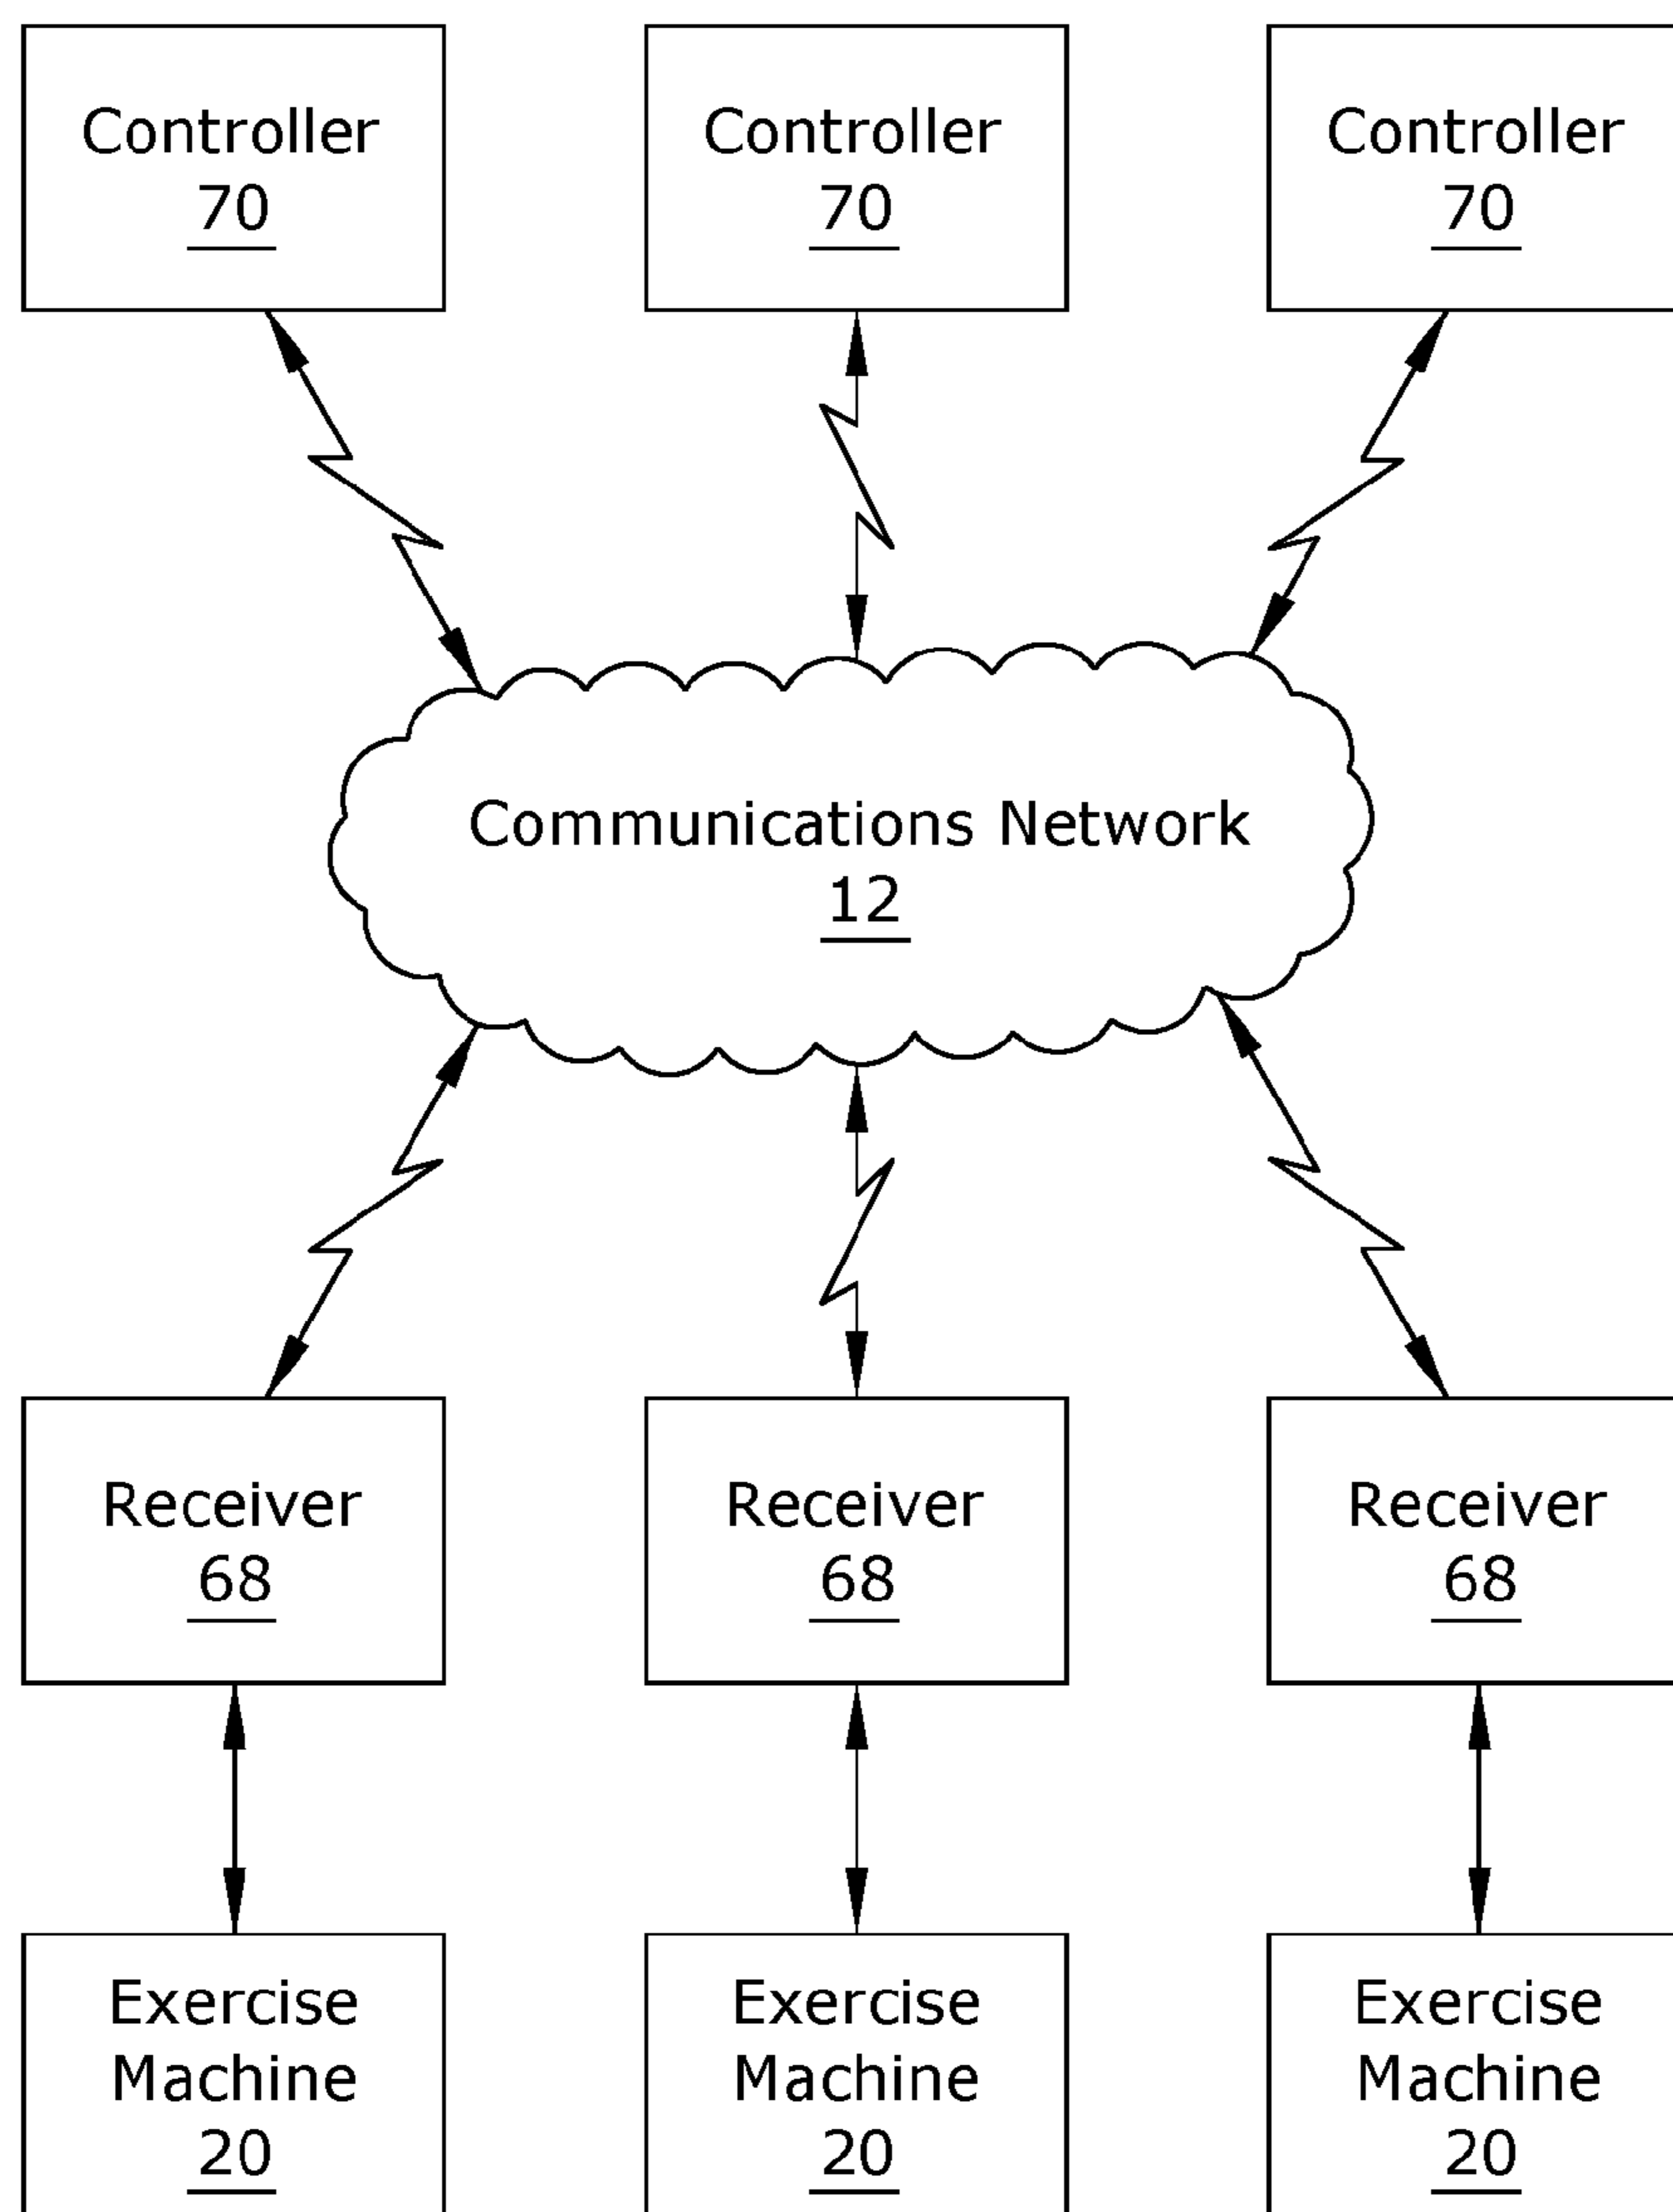 Controller
70
Controller
70
Controller
70
Communications Network
12
Receiver
68
Receiver
68
Receiver
68
Exercise
Machine
20
Exercise
Machine
20
Exercise
Machine
20